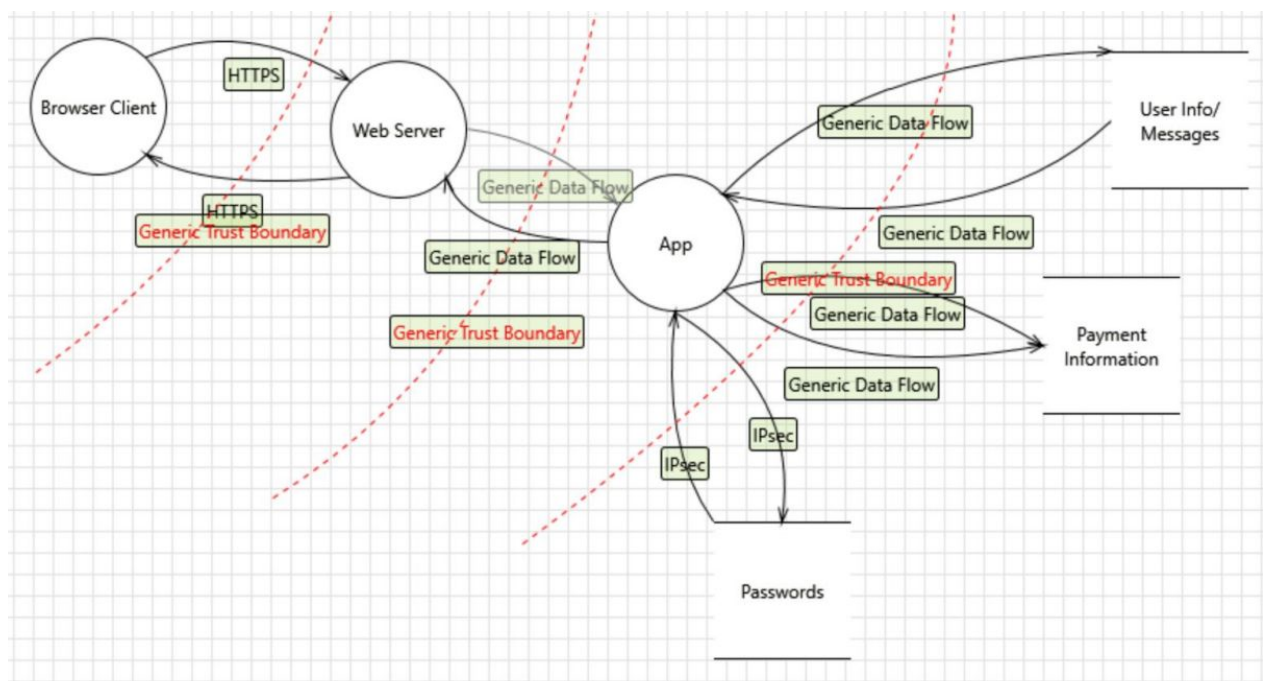 HTTPS
Browser Client
Web Server
Generic Data Flow
User Info/
Messages
Generic Data Flow
HTTPS
Generic Trust Boundary
Generic Data Flow
App
Generic Data Flow
Generic Trust Boundary
Generic Data Flow
Generic Trust Boundary
Payment
Information
Generic Data Flow
IPsec
IPsec
Passwords